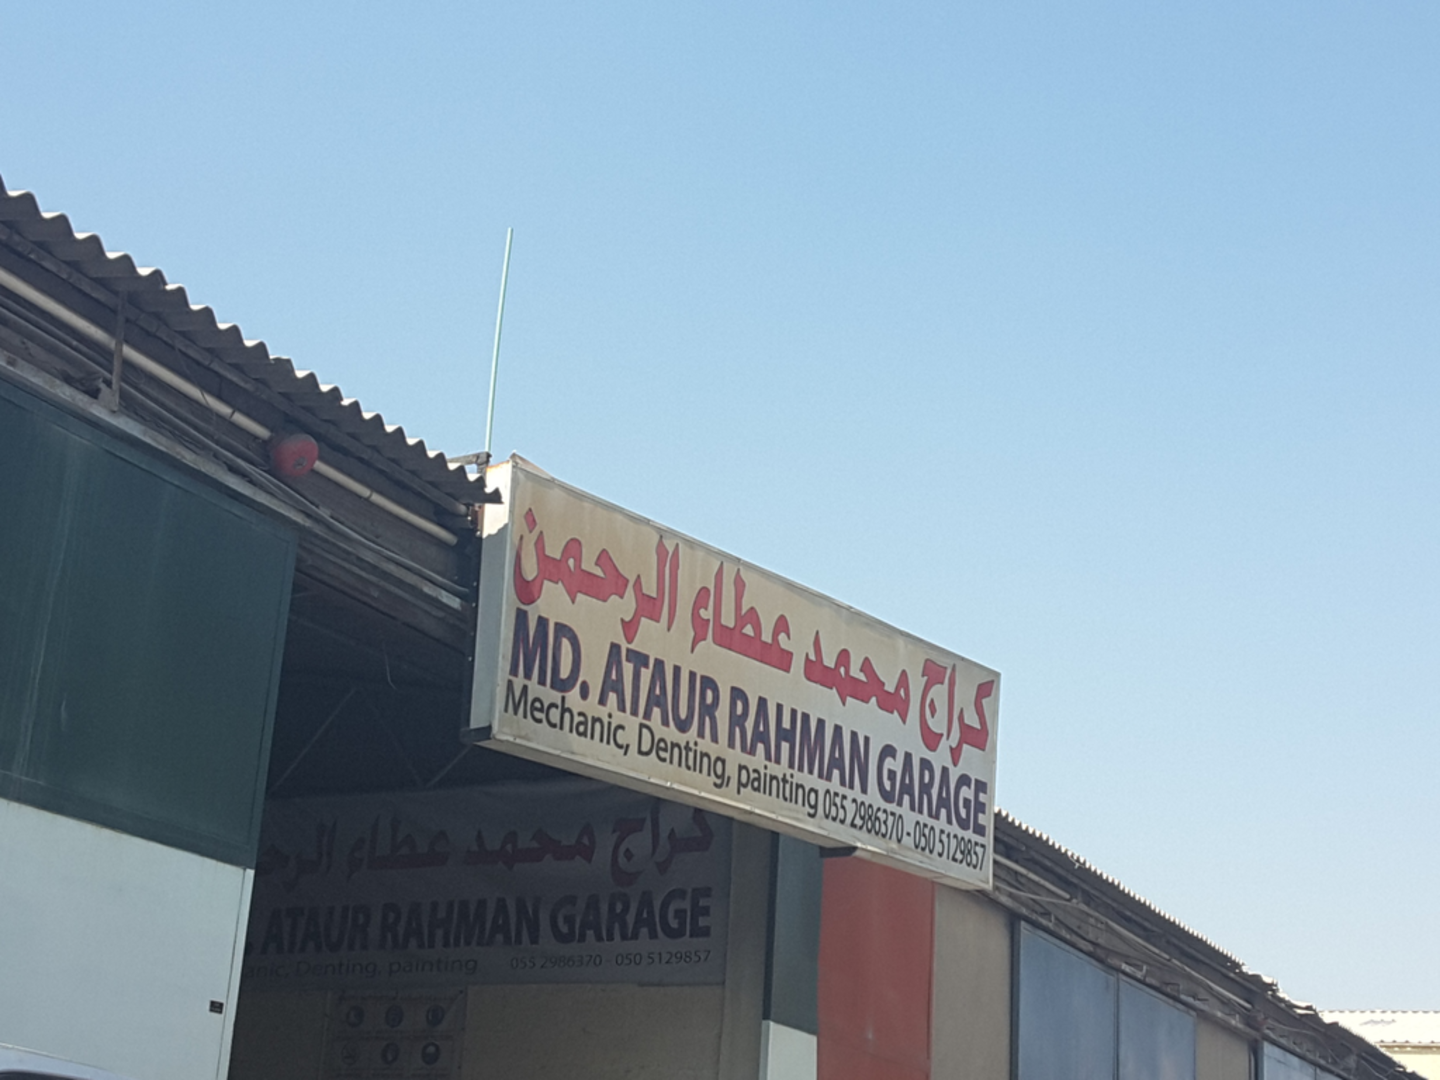 كراج محمد عطاء الرحمن
MD. ATAUR RAHMAN GARAGE
Mechanic, Denting, painting 055 2986370 - 050 5129857
كراج محمد عطاء
ATAUR RAHMAN GARAGE
Denting, painting 055 2986370 - 050 5129857